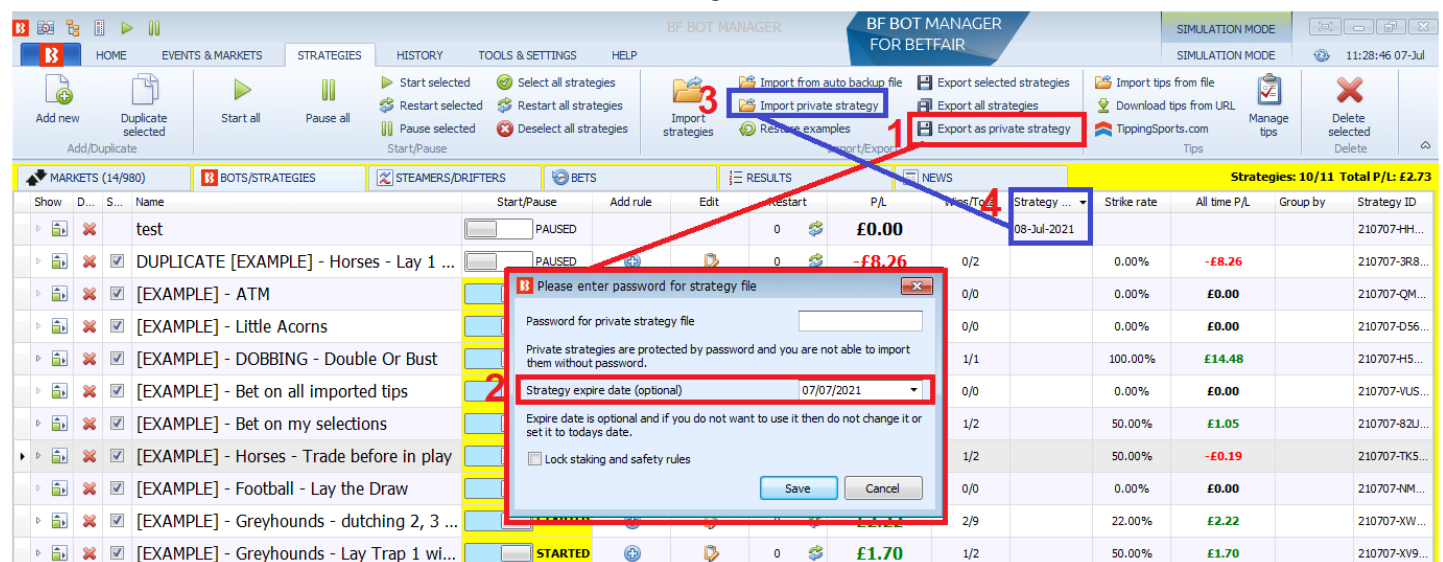 BF BOT MANAGER
BF BOT MANAGER
FOR BETFAIR
SIMULATION MODE
HOME EVENTS & MARKETS STRATEGIES HISTORY TOOLS & SETTINGS HELP
SIMULATION MODE 11:28:46 07-Jul
Add new
Duplicate selected
Add/Duplicate
Start all
Pause all
Start selected
Restart selected
Pause selected
Select all strategies
Restart all strategies
Deselect all strategies
Start/Pause
Import strategies
Import from auto backup file
Import private strategy
Restore examples
Export selected strategies
Export all strategies
Export as private strategy
Import/Export
Import tips from file
Download tips from URL
TippingSports.com
Manage tips
Tips
Delete selected
Delete
3
1
4
2
MARKETS (14/980) BOTS/STRATEGIES STEAMERS/DRIFTERS BETS RESULTS NEWS Strategies: 10/11 Total P/L: £2.73
Show D... S... Name Start/Pause Add rule Edit Restart P/L Wins/Total Strategy ... Strike rate All time P/L Group by Strategy ID
test PAUSED 0 £0.00 08-Jul-2021 210707-HH...
DUPLICATE [EXAMPLE] - Horses - Lay 1 ... PAUSED 0 -£8.26 0/2 0.00% -£8.26 210707-3R8...
[EXAMPLE] - ATM 0/0 0.00% £0.00 210707-QM...
[EXAMPLE] - Little Acorns 0/0 0.00% £0.00 210707-D56...
[EXAMPLE] - DOBBING - Double Or Bust 1/1 100.00% £14.48 210707-H5...
[EXAMPLE] - Bet on all imported tips 0/0 0.00% £0.00 210707-VUS...
[EXAMPLE] - Bet on my selections 1/2 50.00% £1.05 210707-82U...
[EXAMPLE] - Horses - Trade before in play 1/2 50.00% -£0.19 210707-TK5...
[EXAMPLE] - Football - Lay the Draw 0/0 0.00% £0.00 210707-NM...
[EXAMPLE] - Greyhounds - dutching 2, 3 ... STARTED 0 £2.22 2/9 22.00% £2.22 210707-XW...
[EXAMPLE] - Greyhounds - Lay Trap 1 wi... STARTED 0 £1.70 1/2 50.00% £1.70 210707-XV9...
Please enter password for strategy file
Password for private strategy file
Private strategies are protected by password and you are not able to import
them without password.
Strategy expire date (optional) 07/07/2021
Expire date is optional and if you do not want to use it then do not change it or
set it to todays date.
Lock staking and safety rules
Save Cancel